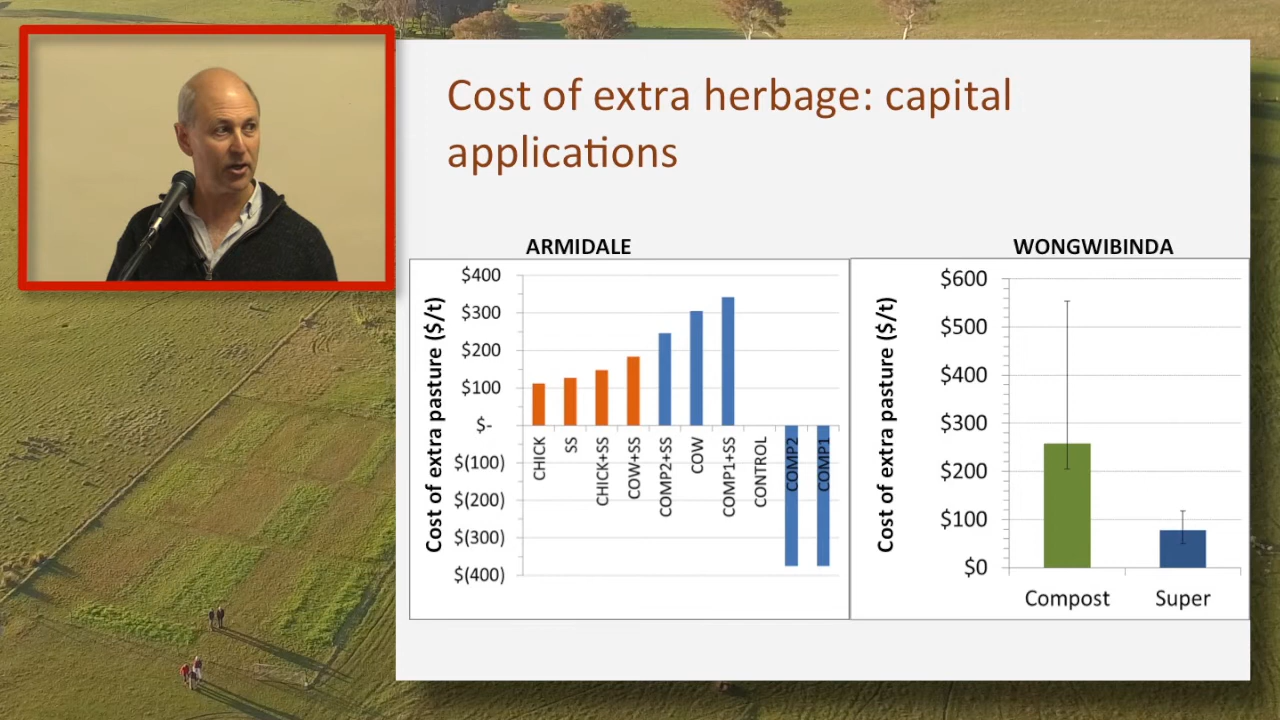 Cost of extra herbage: capital
applications
ARMIDALE
Cost of extra pasture ($/t)
$400
$300
$200
$100
$-
$(100)
$(200)
$(300)
$(400)
CHICK
SS
CHICK+SS
COW+SS
COMP2+SS
COW
COMP1+SS
CONTROL
COMP2
COMP1
WONGWIBINDA
Cost of extra pasture ($/t)
$600
$500
$400
$300
$200
$100
$0
Compost
Super